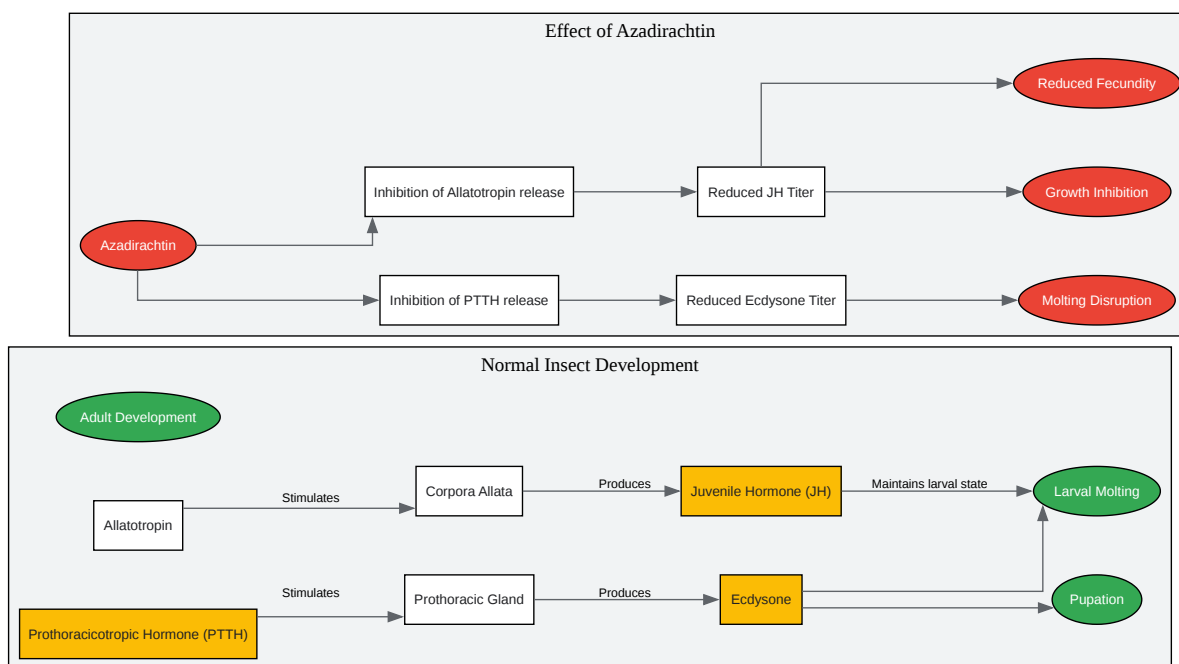 Effect of Azadirachtin
Reduced Fecundity
Inhibition of Allatotropin release
Reduced JH Titer
Growth Inhibition
Azadirachtin
Inhibition of PTTH release
Reduced Ecdysone Titer
Molting Disruption
Normal Insect Development
Adult Development
Allatotropin
Stimulates
Corpora Allata
Produces
Juvenile Hormone (JH)
Maintains larval state
Larval Molting
Prothoracicotropic Hormone (PTTH)
Stimulates
Prothoracic Gland
Produces
Ecdysone
Pupation